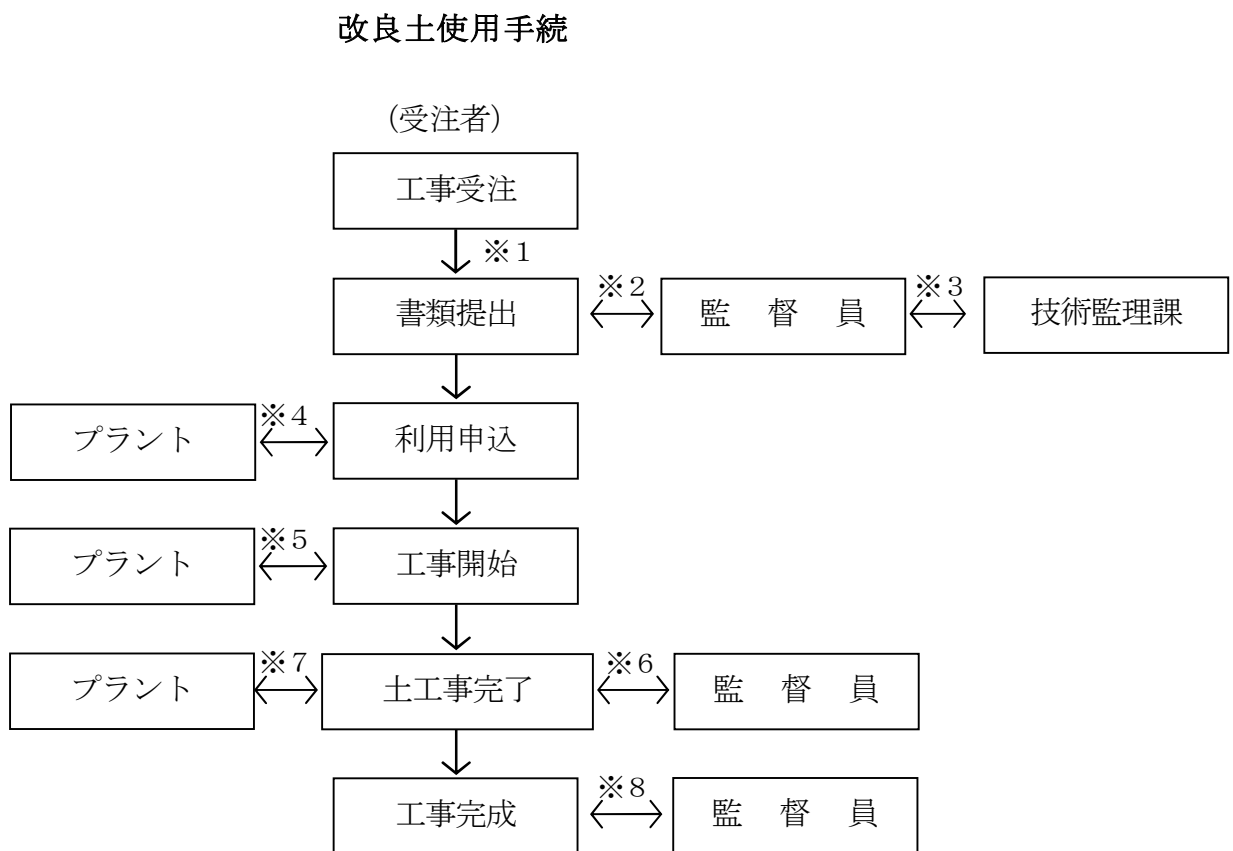 改良土使用手続
(受注者)
工事受注
※1
書類提出
※2
監 督 員
※3
技術監理課
プラント
※4
利用申込
プラント
※5
工事開始
プラント
※7
土工事完了
※6
監 督 員
工事完成
※8
監 督 員